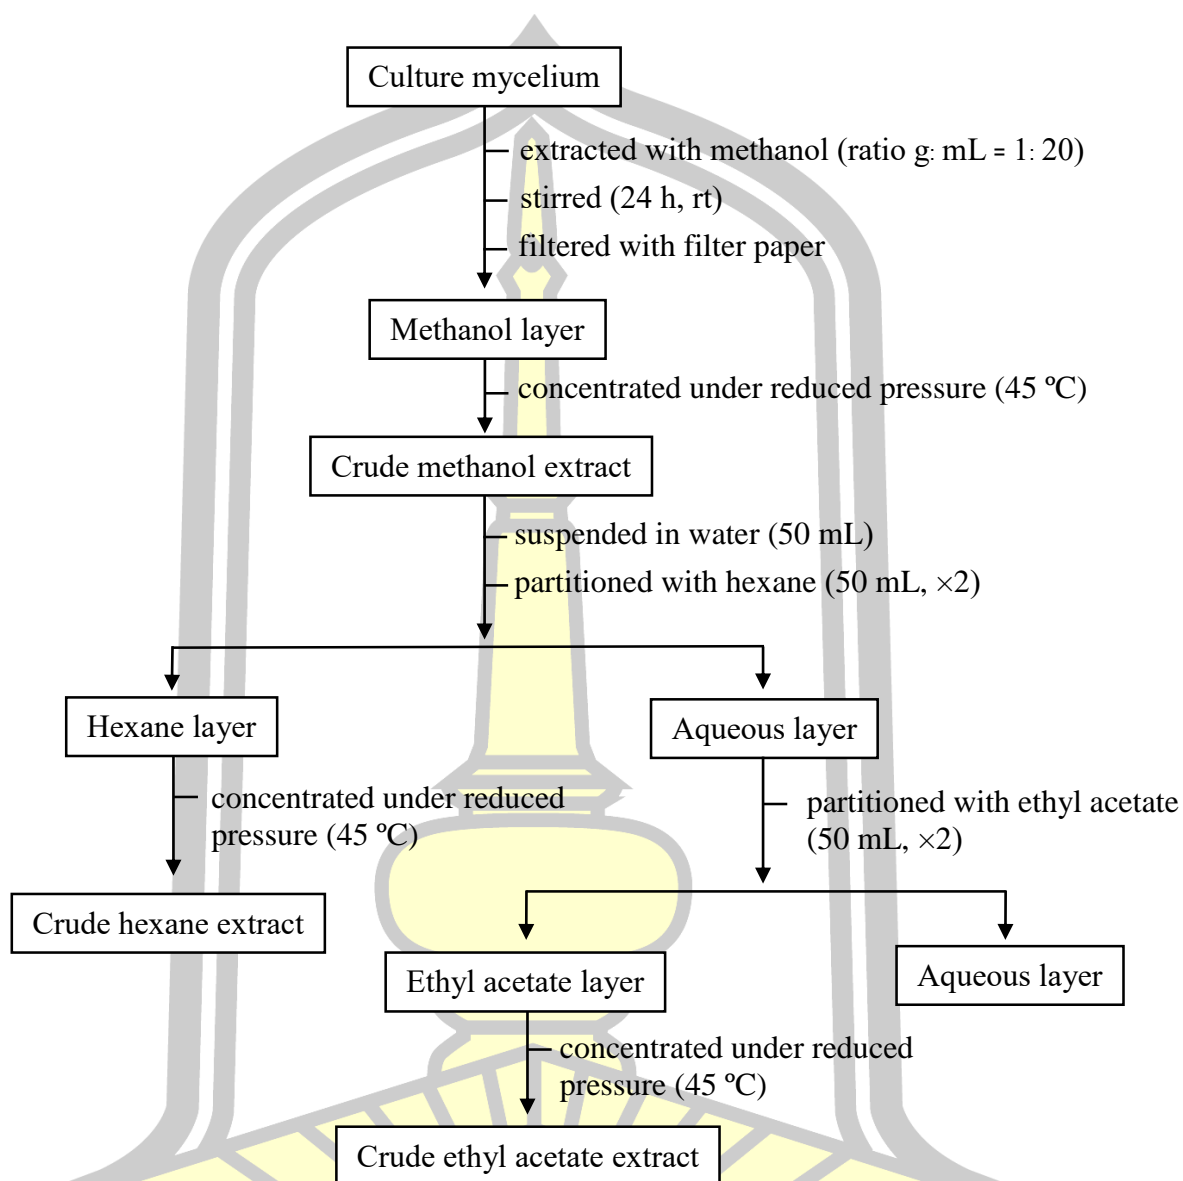 Culture mycelium
extracted with methanol (ratio g: mL = 1: 20)
stirred (24 h, rt)
filtered with filter paper
Methanol layer
concentrated under reduced pressure (45 ºC)
Crude methanol extract
suspended in water (50 mL)
partitioned with hexane (50 mL, ×2)
Hexane layer
Aqueous layer
concentrated under reduced
pressure (45 ºC)
partitioned with ethyl acetate
(50 mL, ×2)
Crude hexane extract
Ethyl acetate layer
Aqueous layer
concentrated under reduced
pressure (45 ºC)
Crude ethyl acetate extract